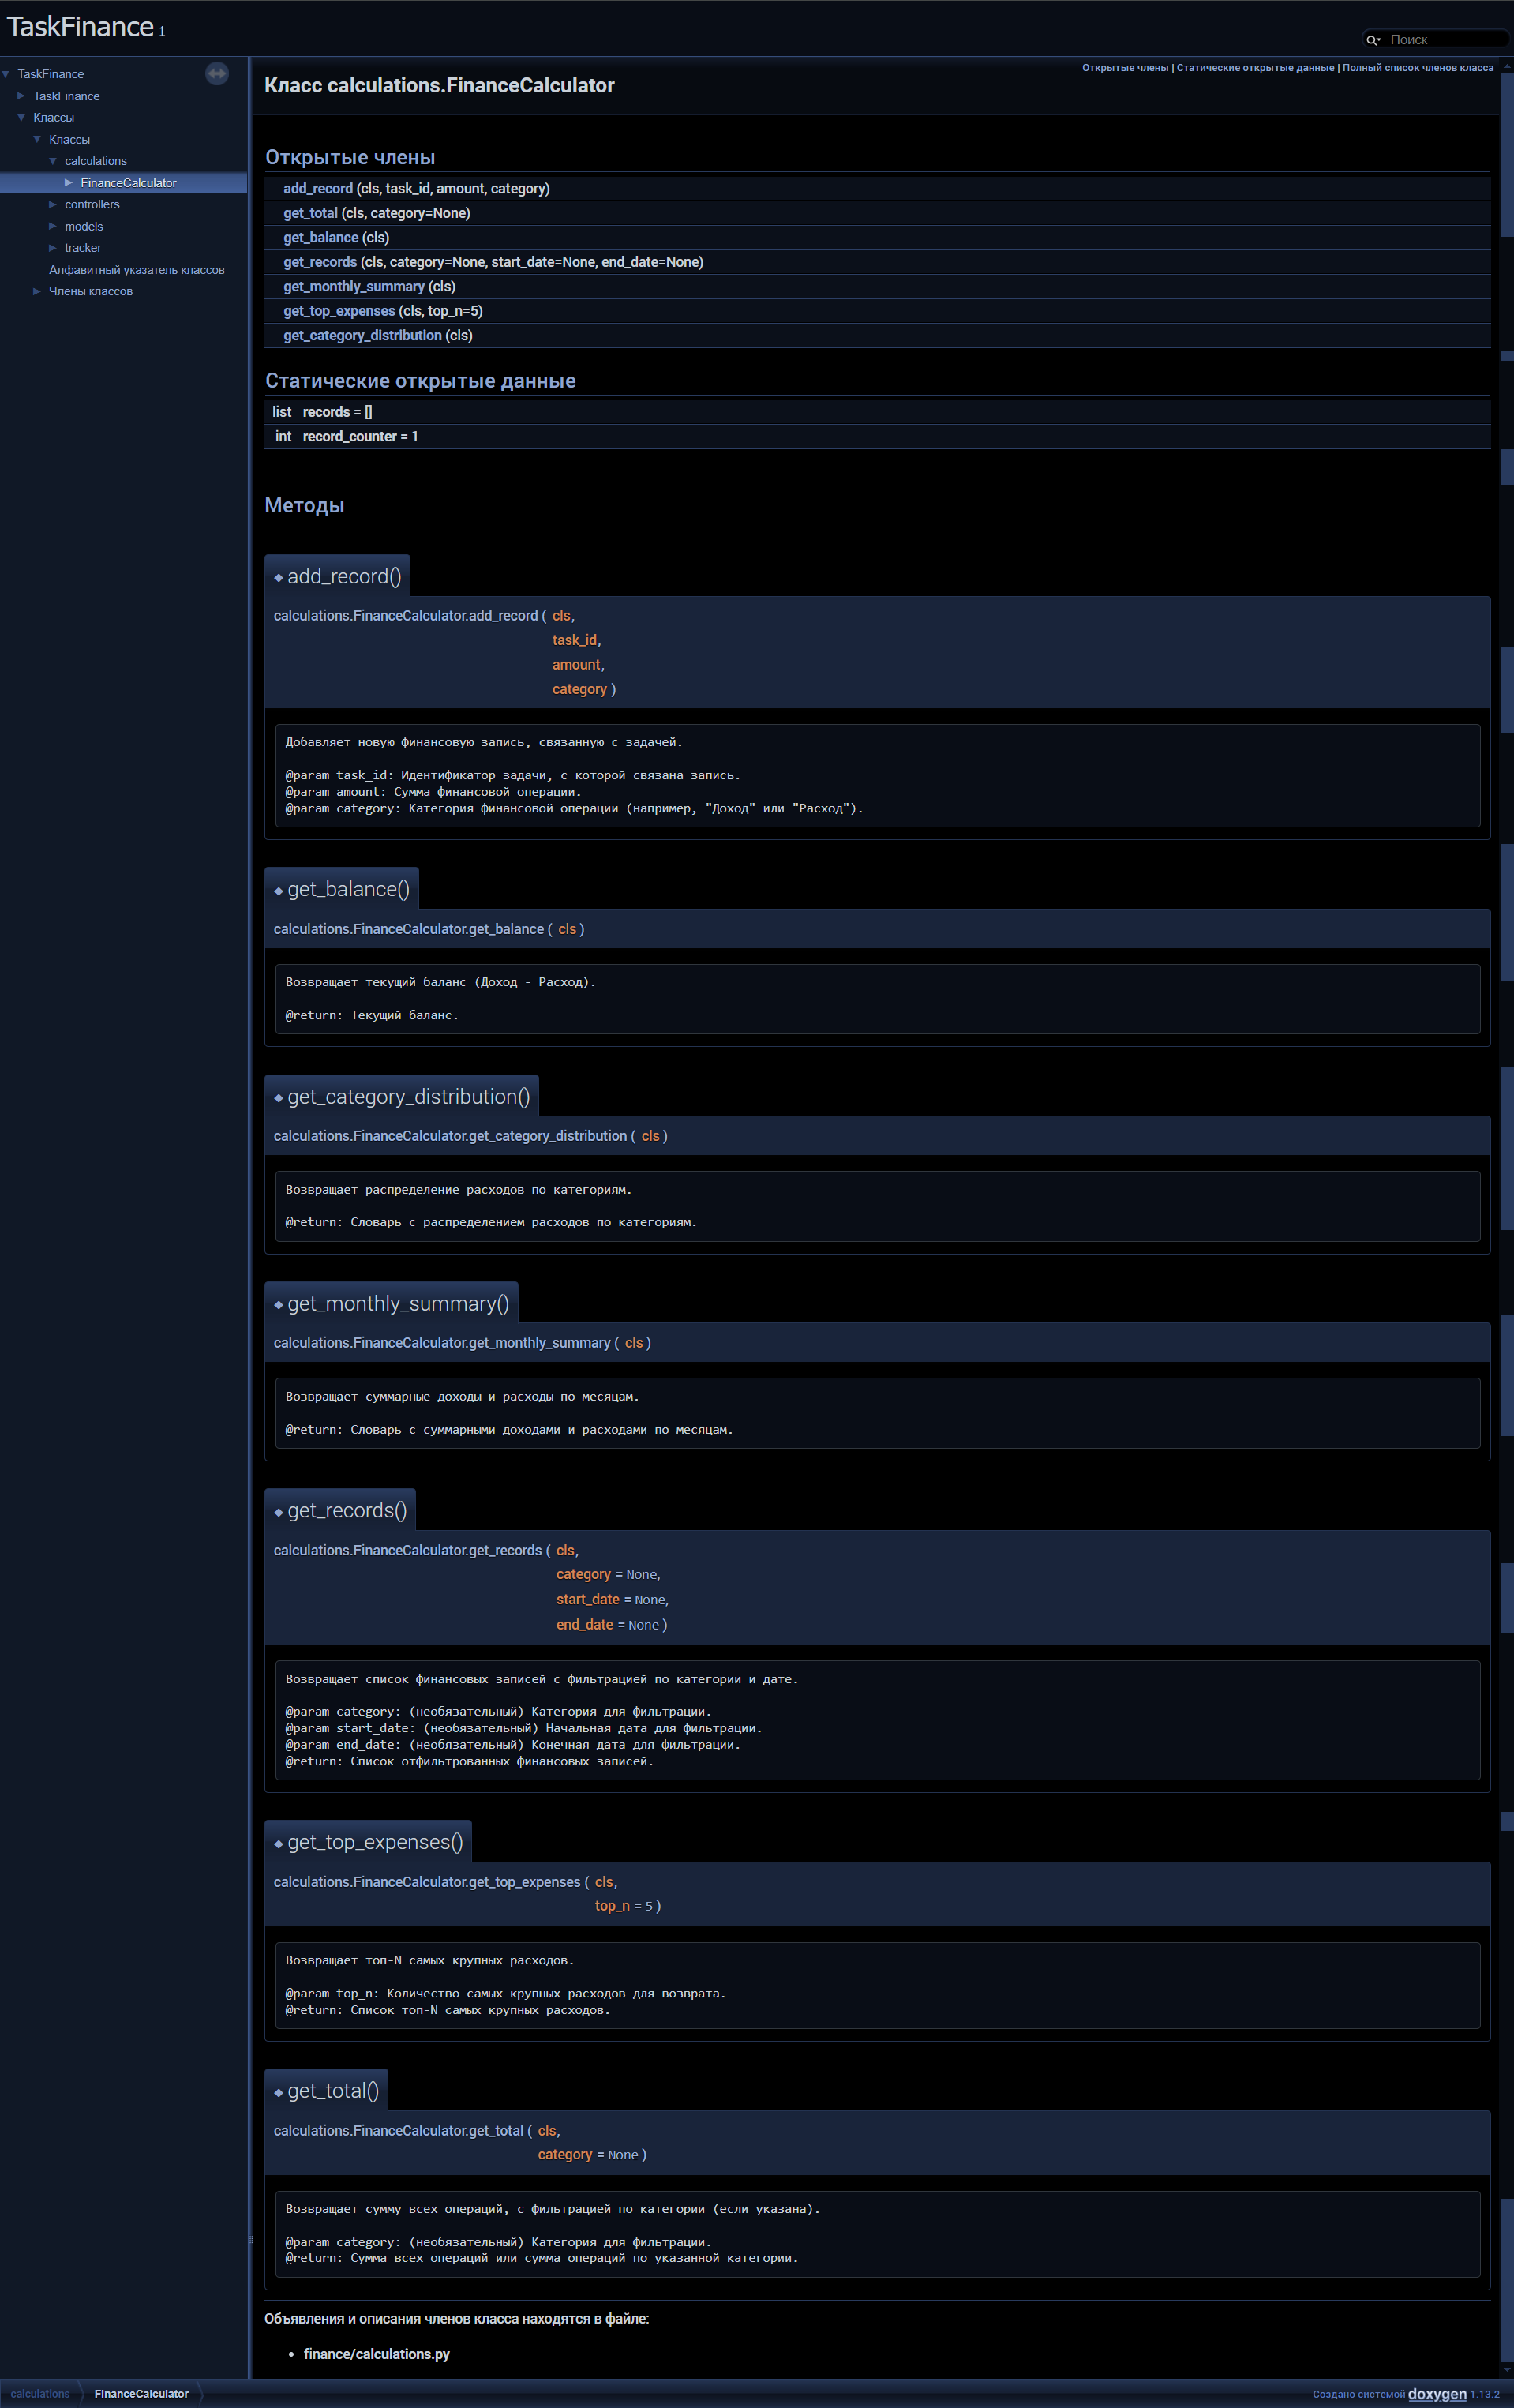 TaskFinance 1
Поиск
TaskFinance
TaskFinance
Классы
Классы
calculations
FinanceCalculator
controllers
models
tracker
Алфавитный указатель классов
Члены классов
Открытые члены | Статические открытые данные | Полный список членов класса
Класс calculations.FinanceCalculator
Открытые члены
add_record (cls, task_id, amount, category)
get_total (cls, category=None)
get_balance (cls)
get_records (cls, category=None, start_date=None, end_date=None)
get_monthly_summary (cls)
get_top_expenses (cls, top_n=5)
get_category_distribution (cls)
Статические открытые данные
list records = []
int record_counter = 1
Методы
◆ add_record()
calculations.FinanceCalculator.add_record ( cls,
task_id,
amount,
category )
Добавляет новую финансовую запись, связанную с задачей.
@param task_id: Идентификатор задачи, с которой связана запись.
@param amount: Сумма финансовой операции.
@param category: Категория финансовой операции (например, "Доход" или "Расход").
◆ get_balance()
calculations.FinanceCalculator.get_balance ( cls )
Возвращает текущий баланс (Доход - Расход).
@return: Текущий баланс.
◆ get_category_distribution()
calculations.FinanceCalculator.get_category_distribution ( cls )
Возвращает распределение расходов по категориям.
@return: Словарь с распределением расходов по категориям.
◆ get_monthly_summary()
calculations.FinanceCalculator.get_monthly_summary ( cls )
Возвращает суммарные доходы и расходы по месяцам.
@return: Словарь с суммарными доходами и расходами по месяцам.
◆ get_records()
calculations.FinanceCalculator.get_records ( cls,
category = None,
start_date = None,
end_date = None )
Возвращает список финансовых записей с фильтрацией по категории и дате.
@param category: (необязательный) Категория для фильтрации.
@param start_date: (необязательный) Начальная дата для фильтрации.
@param end_date: (необязательный) Конечная дата для фильтрации.
@return: Список отфильтрованных финансовых записей.
◆ get_top_expenses()
calculations.FinanceCalculator.get_top_expenses ( cls,
top_n = 5 )
Возвращает топ-N самых крупных расходов.
@param top_n: Количество самых крупных расходов для возврата.
@return: Список топ-N самых крупных расходов.
◆ get_total()
calculations.FinanceCalculator.get_total ( cls,
category = None )
Возвращает сумму всех операций, с фильтрацией по категории (если указана).
@param category: (необязательный) Категория для фильтрации.
@return: Сумма всех операций или сумма операций по указанной категории.
Объявления и описания членов класса находятся в файле:
• finance/calculations.py
calculations
FinanceCalculator
Создано системой doxygen 1.13.2